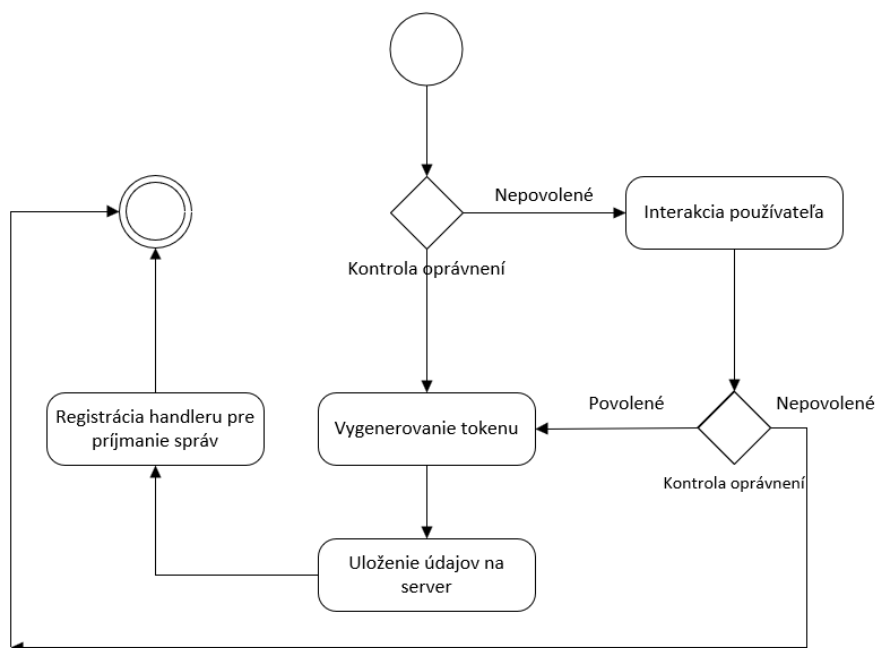 Nepovolené
Interakcia používateľa
Kontrola oprávnení
Registrácia handleru pre
príjmanie správ
Vygenerovanie tokenu
Povolené
Nepovolené
Kontrola oprávnení
Uloženie údajov na
server